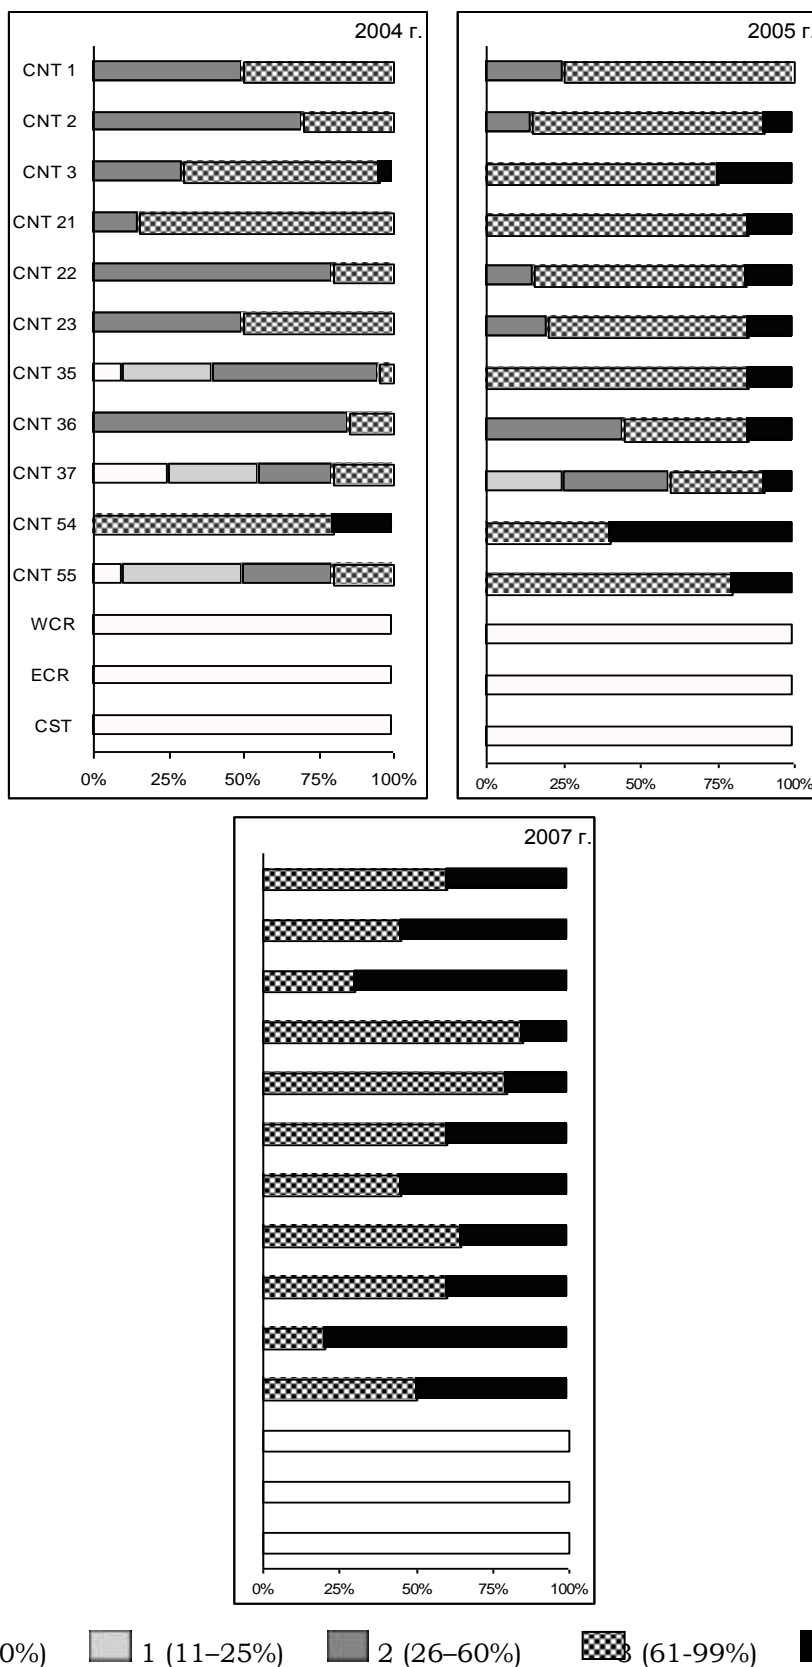 2004 г.
CNT 1
CNT 2
CNT 3
CNT 21
CNT 22
CNT 23
CNT 35
CNT 36
CNT 37
CNT 54
CNT 55
WCR
ECR
CST
0% 25% 50% 75% 100%
2005 г.
0% 25% 50% 75% 100%
2007 г.
0% 25% 50% 75% 100%
0%) 1 (11–25%) 2 (26–60%) 3 (61-99%)